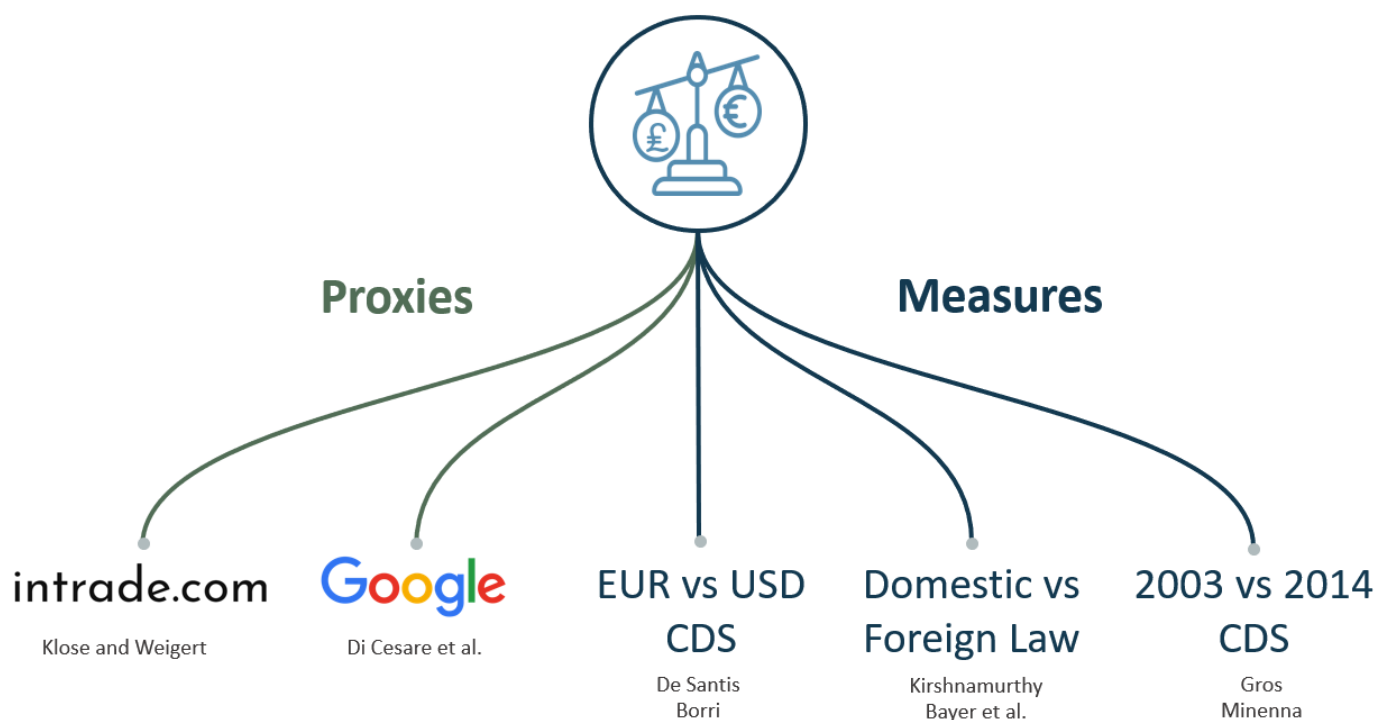 £
€
Proxies
Measures
intrade.com
Klose and Weigert
Google
Di Cesare et al.
EUR vs USD
CDS
De Santis
Borri
Domestic vs
Foreign Law
Kirshnamurthy
Bayer et al.
2003 vs 2014
CDS
Gros
Minenna